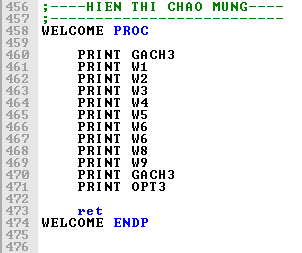 456 ;----HIEN THI CHAO MUNG----
457 ;--------------------------
458 WELCOME PROC
459
460 PRINT GACH3
461 PRINT W1
462 PRINT W2
463 PRINT W3
464 PRINT W4
465 PRINT W5
466 PRINT W6
467 PRINT W6
468 PRINT W8
469 PRINT W9
470 PRINT GACH3
471 PRINT OPT3
472
473 ret
474 WELCOME ENDP
475
476